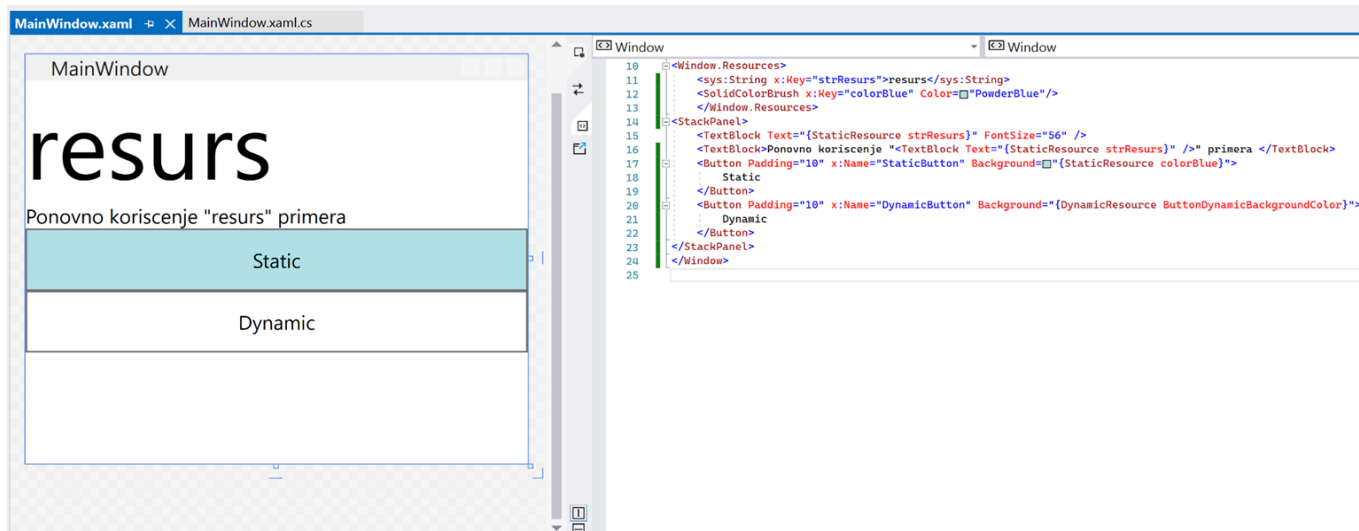 MainWindow.xaml
MainWindow.xaml.cs
MainWindow
resurs
Ponovno koriscenje "resurs" primera
Static
Dynamic
Window
Window
10 <Window.Resources>
11 <sys:String x:Key="strResurs">resurs</sys:String>
12 <SolidColorBrush x:Key="colorBlue" Color="PowderBlue"/>
13 </Window.Resources>
14 <StackPanel>
15 <TextBlock Text="{StaticResource strResurs}" FontSize="56" />
16 <TextBlock>Ponovno koriscenje "<TextBlock Text="{StaticResource strResurs}" />" primera </TextBlock>
17 <Button Padding="10" x:Name="StaticButton" Background="{StaticResource colorBlue}">
18 Static
19 </Button>
20 <Button Padding="10" x:Name="DynamicButton" Background="{DynamicResource ButtonDynamicBackgroundColor}">
21 Dynamic
22 </Button>
23 </StackPanel>
24 </Window>
25